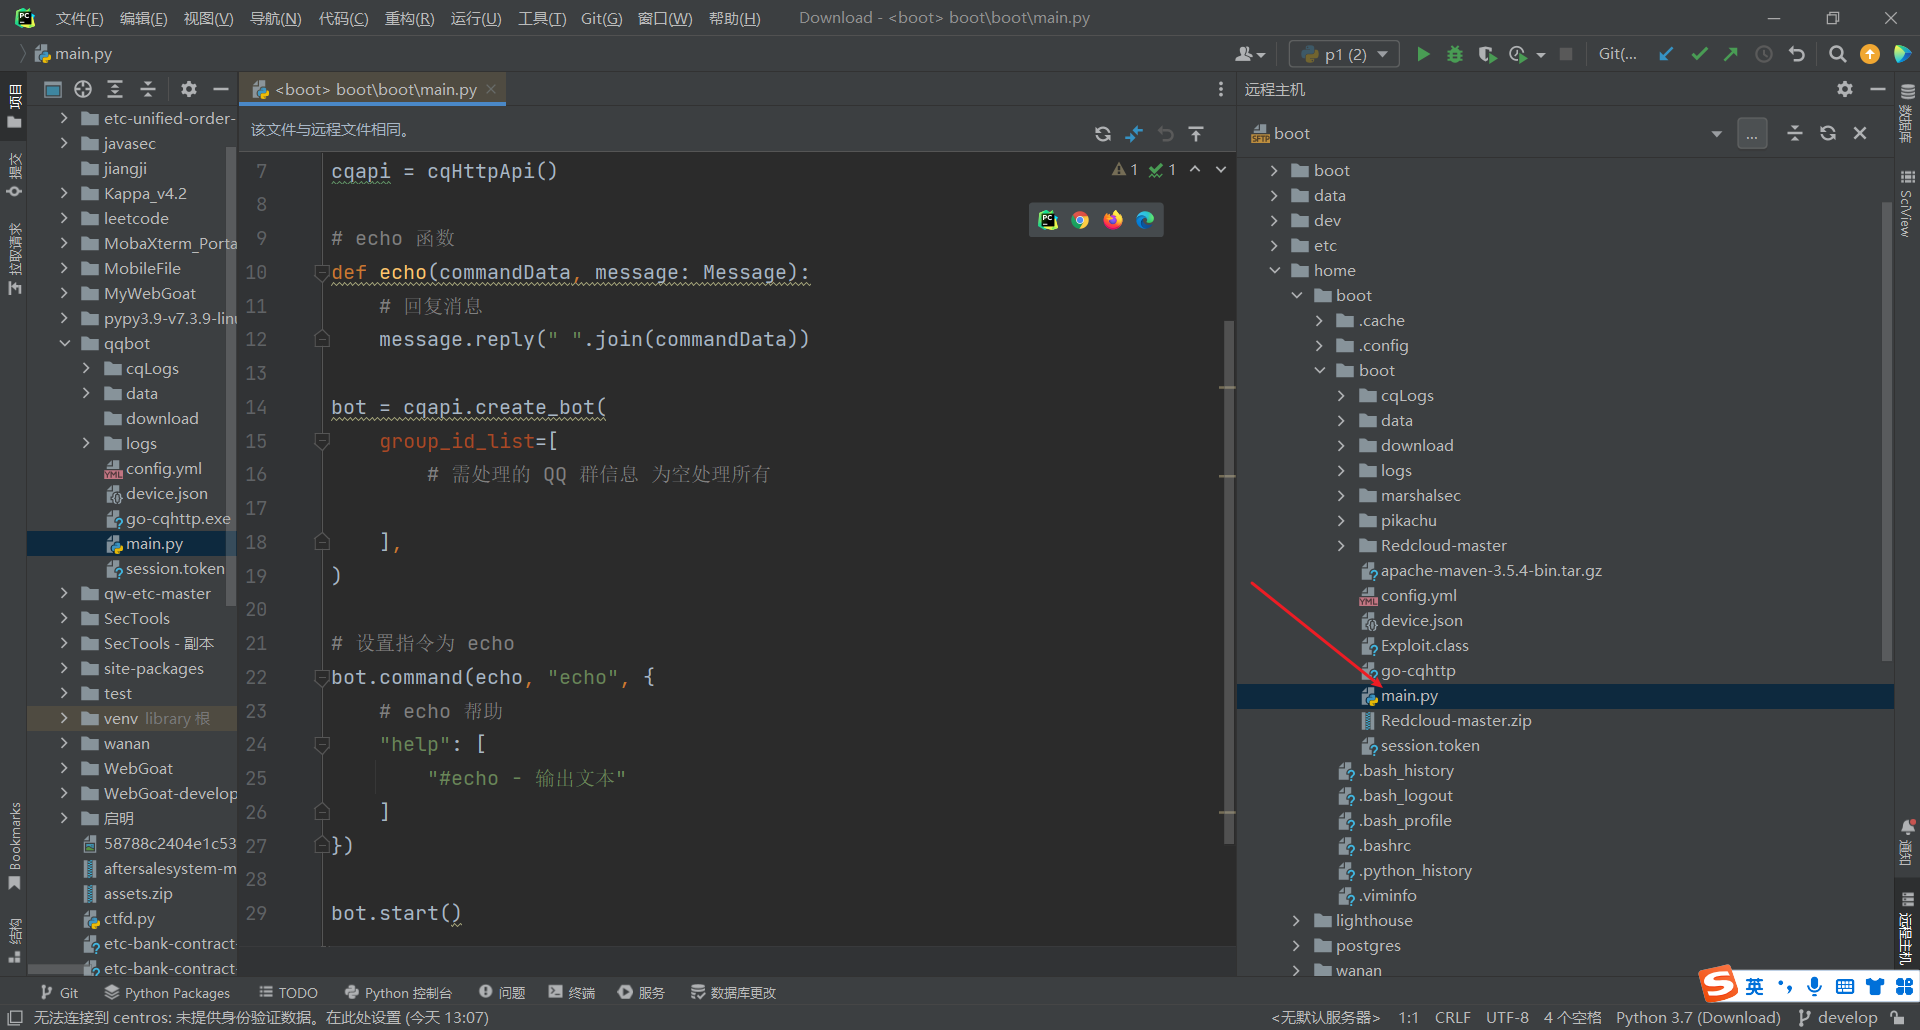 文件(F) 编辑(E) 视图(V) 导航(N) 代码(C) 重构(R) 运行(U) 工具(T) Git(G) 窗口(W) 帮助(H) Download - <boot> boot\boot\main.py
main.py
p1 (2)
Git(...
项目
提交
拉取请求
Bookmarks
结构
etc-unified-order-
javasec
jiangji
Kappa_v4.2
leetcode
MobaXterm_Porta
MobileFile
MyWebGoat
pypy3.9-v7.3.9-linu
qqbot
cqLogs
data
download
logs
config.yml
device.json
go-cqhttp.exe
main.py
session.token
qw-etc-master
SecTools
SecTools - 副本
site-packages
test
venv library 根
wanan
WebGoat
WebGoat-develop
启明
58788c2404e1c53
aftersalesystem-m
assets.zip
ctfd.py
etc-bank-contract-
etc-bank-contract-
<boot> boot\boot\main.py
该文件与远程文件相同。
1 1
7 cqapi = cqHttpApi()
8
9 # echo 函数
10 def echo(commandData, message: Message):
11 # 回复消息
12 message.reply(" ".join(commandData))
13
14 bot = cqapi.create_bot(
15 group_id_list=[
16 # 需处理的 QQ 群信息 为空处理所有
17
18 ],
19 )
20
21 # 设置指令为 echo
22 bot.command(echo, "echo", {
23 # echo 帮助
24 "help": [
25 "#echo - 输出文本"
26 ]
27 })
28
29 bot.start()
远程主机
SFTP boot
...
boot
data
dev
etc
home
boot
.cache
.config
boot
cqLogs
data
download
logs
marshalsec
pikachu
Redcloud-master
apache-maven-3.5.4-bin.tar.gz
config.yml
device.json
Exploit.class
go-cqhttp
main.py
Redcloud-master.zip
session.token
.bash_history
.bash_logout
.bash_profile
.bashrc
.python_history
.viminfo
lighthouse
postgres
wanan
数据库
SciView
通知
远程主机
英
Git Python Packages TODO Python 控制台 问题 终端 服务 数据库更改
无法连接到 centros: 未提供身份验证数据。在此处设置 (今天 13:07)
<无默认服务器> 1:1 CRLF UTF-8 4 个空格 Python 3.7 (Download) develop